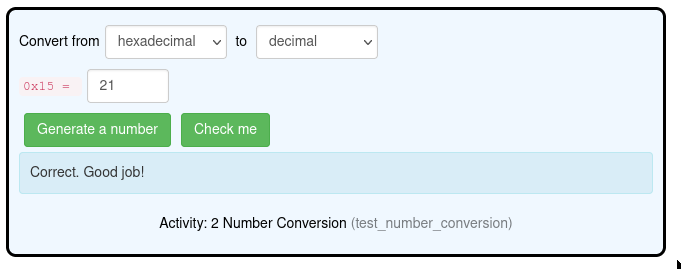 Convert from hexadecimal to decimal
0x15 = 21
Generate a number Check me
Correct. Good job!
Activity: 2 Number Conversion (test_number_conversion)